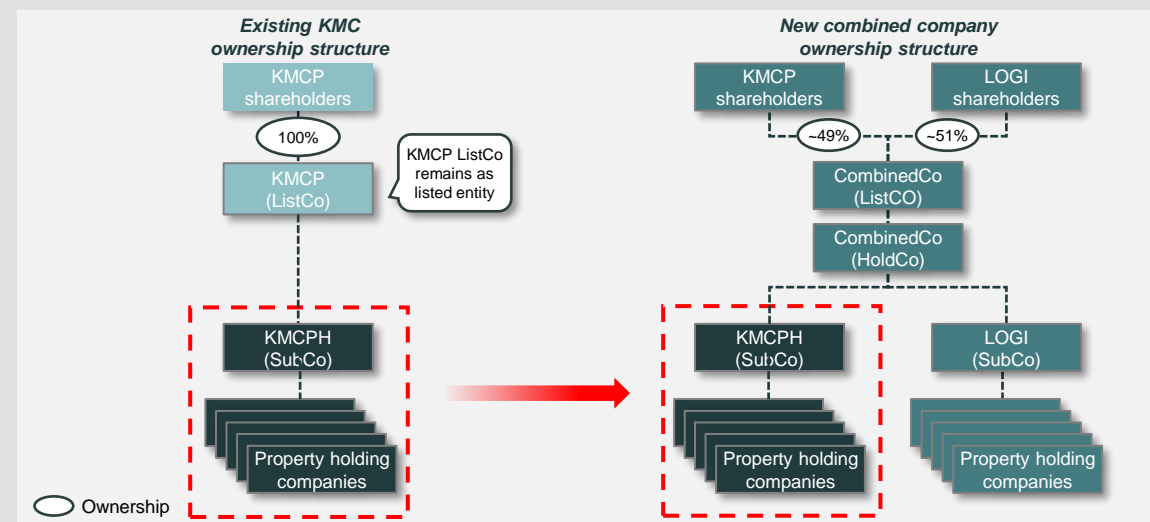 Existing KMC
ownership structure
KMCP
shareholders
100%
KMCP
(ListCo)
KMCP ListCo
remains as
listed entity
KMCPH
(SubCo)
Property holding
companies
Ownership
New combined company
ownership structure
KMCP
shareholders
LOGI
shareholders
~49%
~51%
CombinedCo
(ListCO)
CombinedCo
(HoldCo)
KMCPH
(SubCo)
LOGI
(SubCo)
Property holding
companies
Property holding
companies